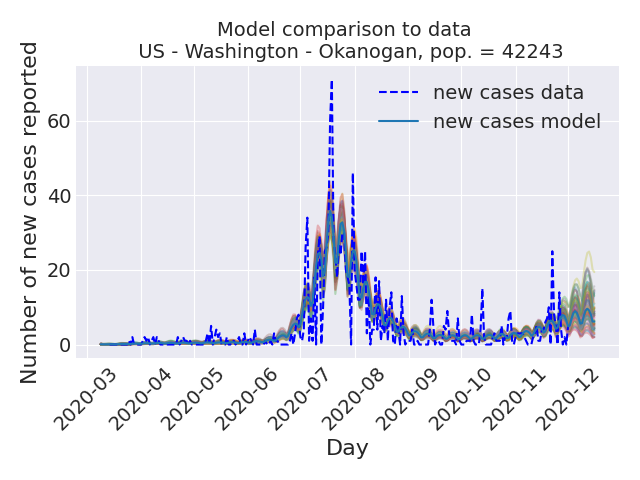 Model comparison to data
US - Washington - Okanogan, pop. = 42243
Number of new cases reported
60
40
20
0
new cases data
new cases model
2020-03
2020-04
2020-05
2020-06
2020-07
2020-08
2020-09
2020-10
2020-11
2020-12
Day